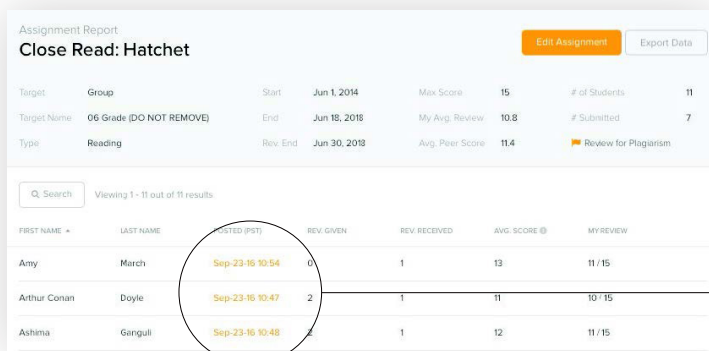 Assignment Report
Close Read: Hatchet
Edit Assignment Export Data
Target Group Start Jun 1, 2014 Max Score 15 # of Students 11
Target Name 06 Grade (DO NOT REMOVE) End Jun 18, 2018 My Avg. Review 10.8 # Submitted 7
Type Reading Rev. End Jun 30, 2018 Avg. Peer Score 11.4 Review for Plagiarism
Search Viewing 1 - 11 out of 11 results
FIRST NAME LAST NAME POSTED (PST) REV. GIVEN REV. RECEIVED AVG. SCORE MY REVIEW
Amy March Sep-23-16 10:54 0 1 13 11 / 15
Arthur Conan Doyle Sep-23-16 10:47 2 1 11 10 / 15
Ashima Ganguli Sep-23-16 10:48 2 1 12 11 / 15